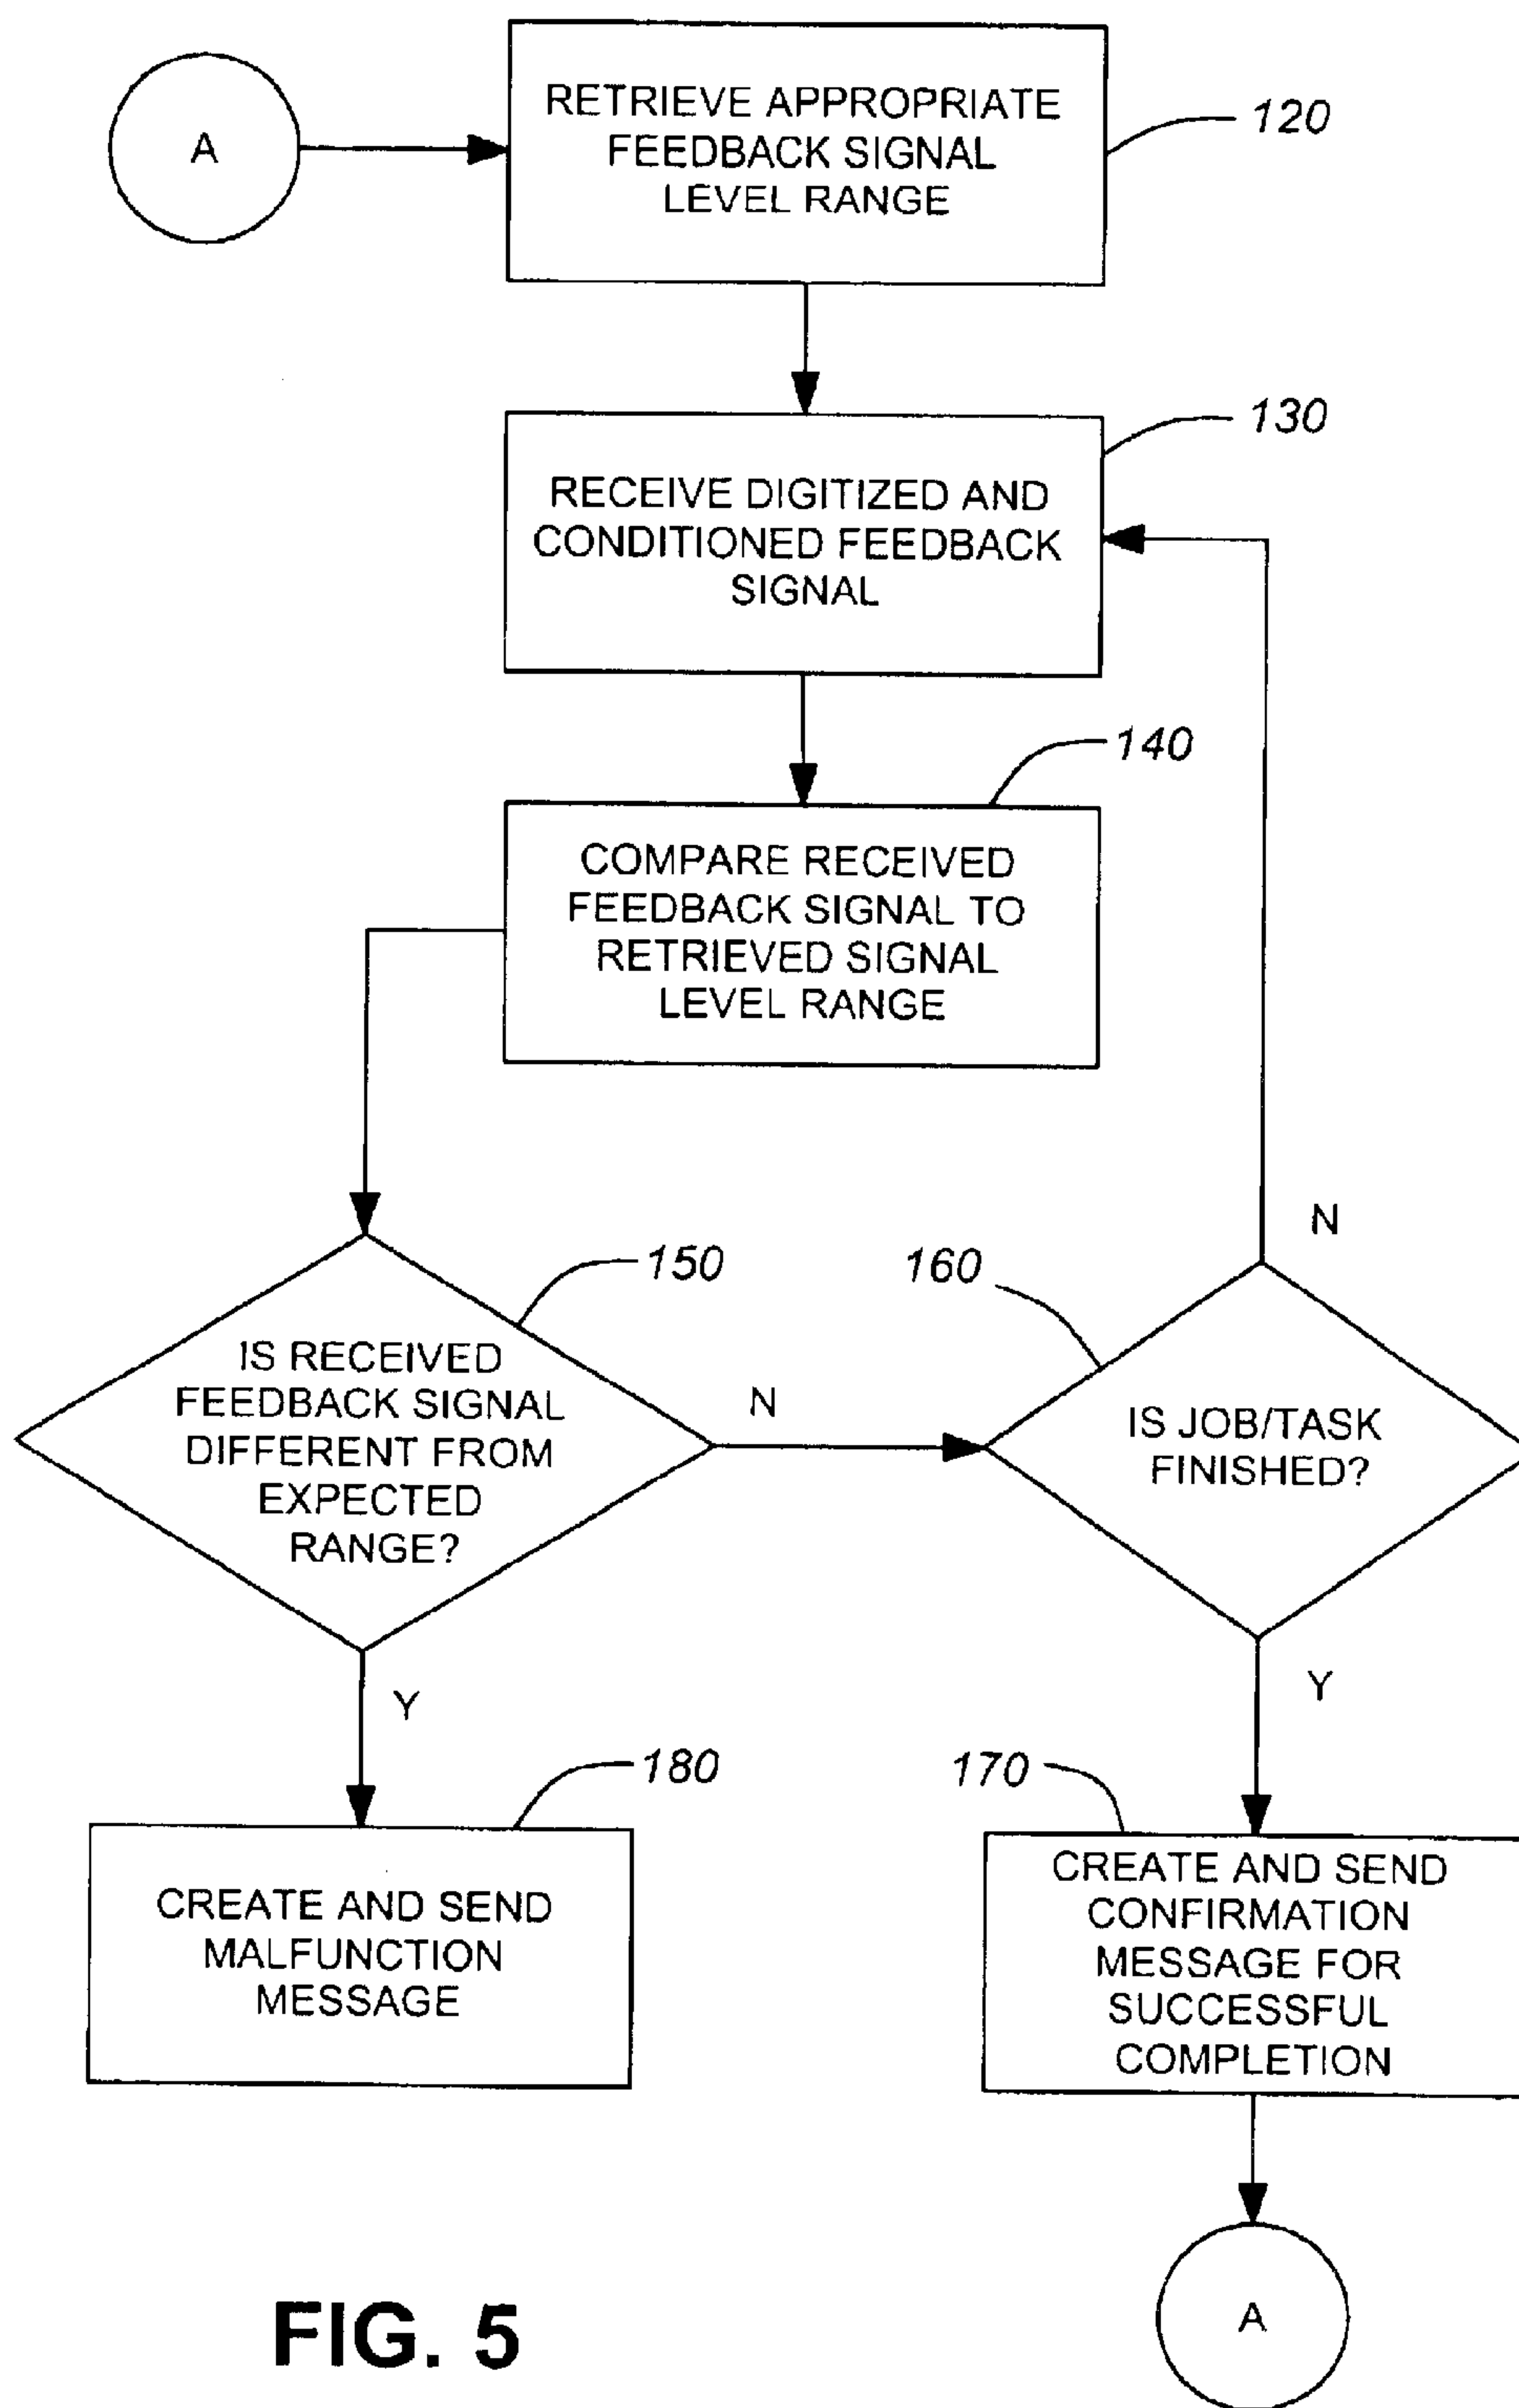 A
RETRIEVE APPROPRIATE
FEEDBACK SIGNAL
LEVEL RANGE
120
RECEIVE DIGITIZED AND
CONDITIONED FEEDBACK
SIGNAL
130
COMPARE RECEIVED
FEEDBACK SIGNAL TO
RETRIEVED SIGNAL
LEVEL RANGE
140
IS RECEIVED
FEEDBACK SIGNAL
DIFFERENT FROM
EXPECTED
RANGE?
150
N
Y
160
IS JOB/TASK
FINISHED?
N
Y
180
CREATE AND SEND
MALFUNCTION
MESSAGE
170
CREATE AND SEND
CONFIRMATION
MESSAGE FOR
SUCCESSFUL
COMPLETION
A
FIG. 5